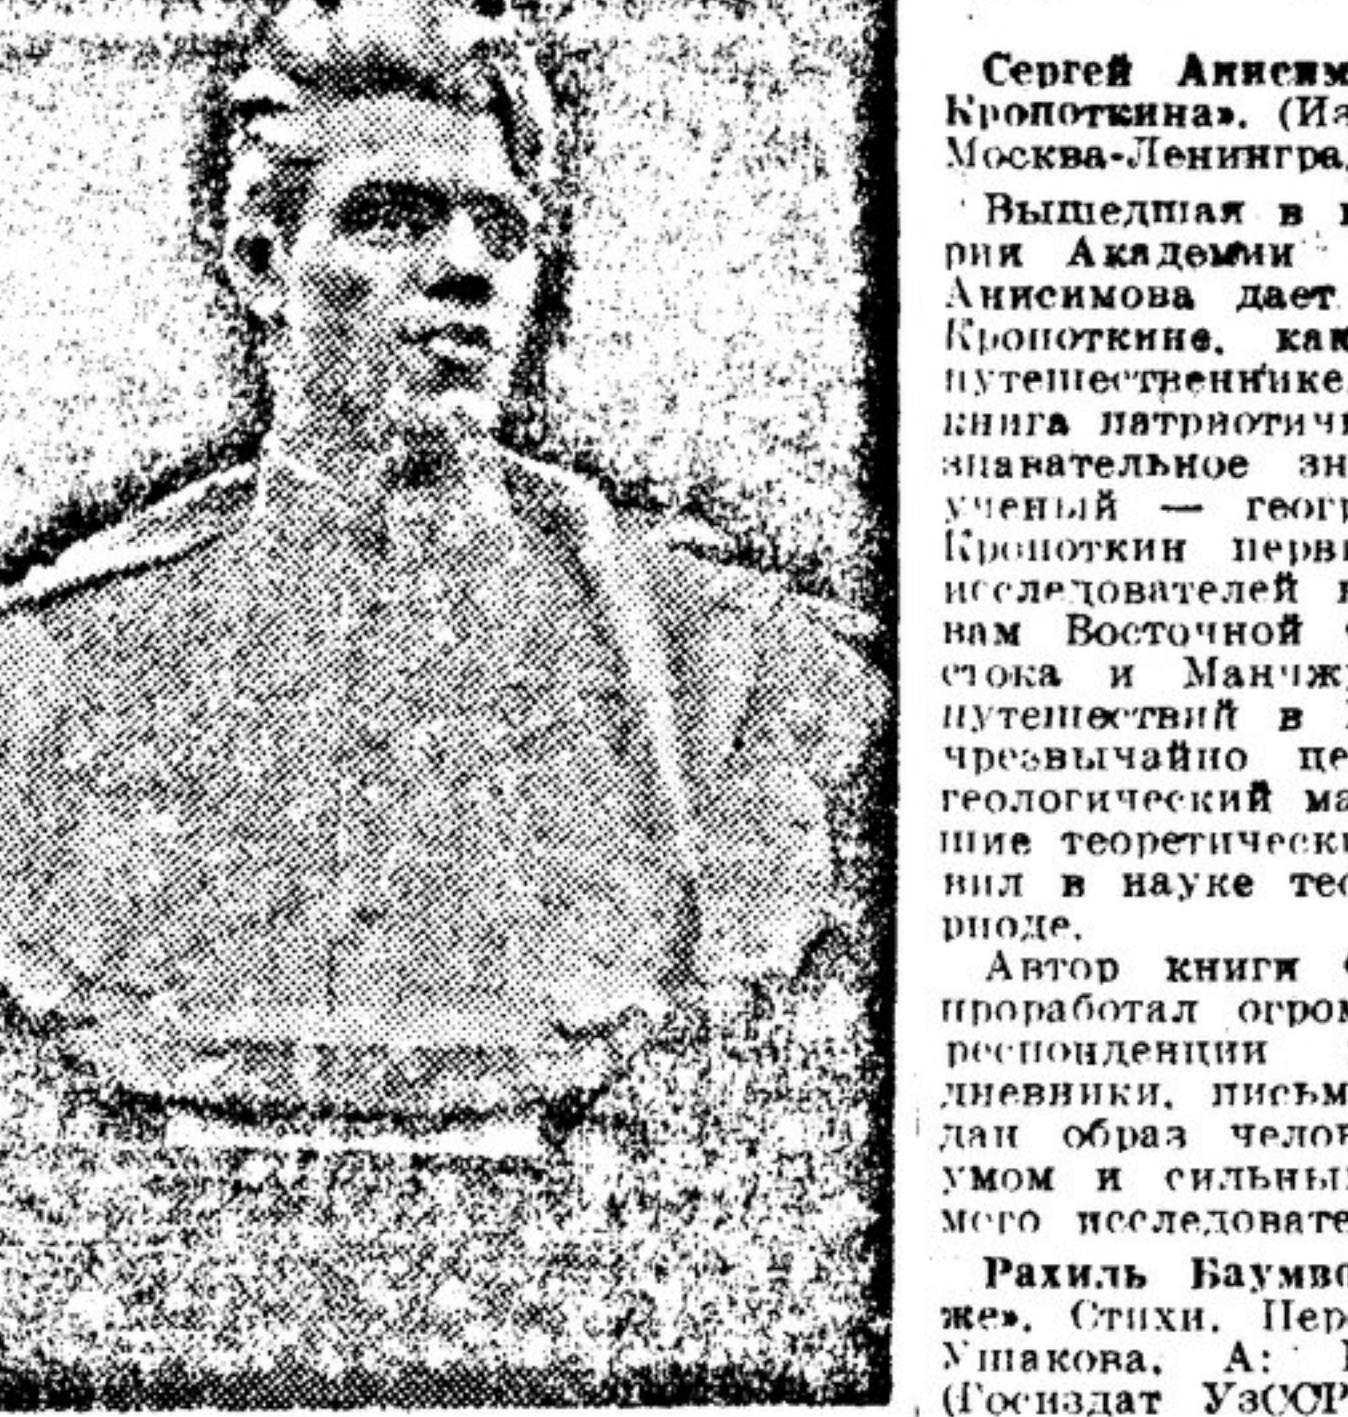 Сергей Анисим
Кропоткина». (Из
Москва-Ленингра
Вышедшая в
рии Академии
Анисимова дает
Кропоткине, как
путешественнике.
книга патриотич
знавательное зн
ученый — геогр
Кропоткин перв
исследователей
вам Восточной
стока и Манчжу
путешествий в
чрезвычайно це
геологический ма
шие теоретически
вил в науке тео
риоде.
Автор книги
проработал огром
респонденции
дневники, письм
дан образ челов
умом и сильны
мого исследовате
Рахиль Баумво
же». Стихи. Пер
Ушакова, А:
(Госиздат УзССР